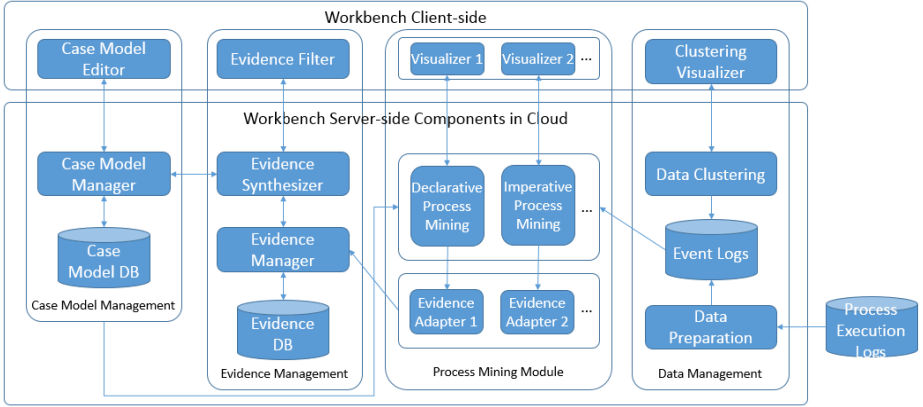 Workbench Client-side
Case Model
Editor
Evidence Filter
Visualizer 1
Visualizer 2
...
Clustering
Visualizer
Workbench Server-side Components in Cloud
Case Model
Manager
Evidence
Synthesizer
Declarative
Process
Mining
Imperative
Process
Mining
...
Data Clustering
Case
Model DB
Evidence
Manager
Event Logs
Case Model Management
Evidence
DB
Evidence
Adapter 1
Evidence
Adapter 2
...
Data
Preparation
Process
Execution
Logs
Evidence Management
Process Mining Module
Data Management